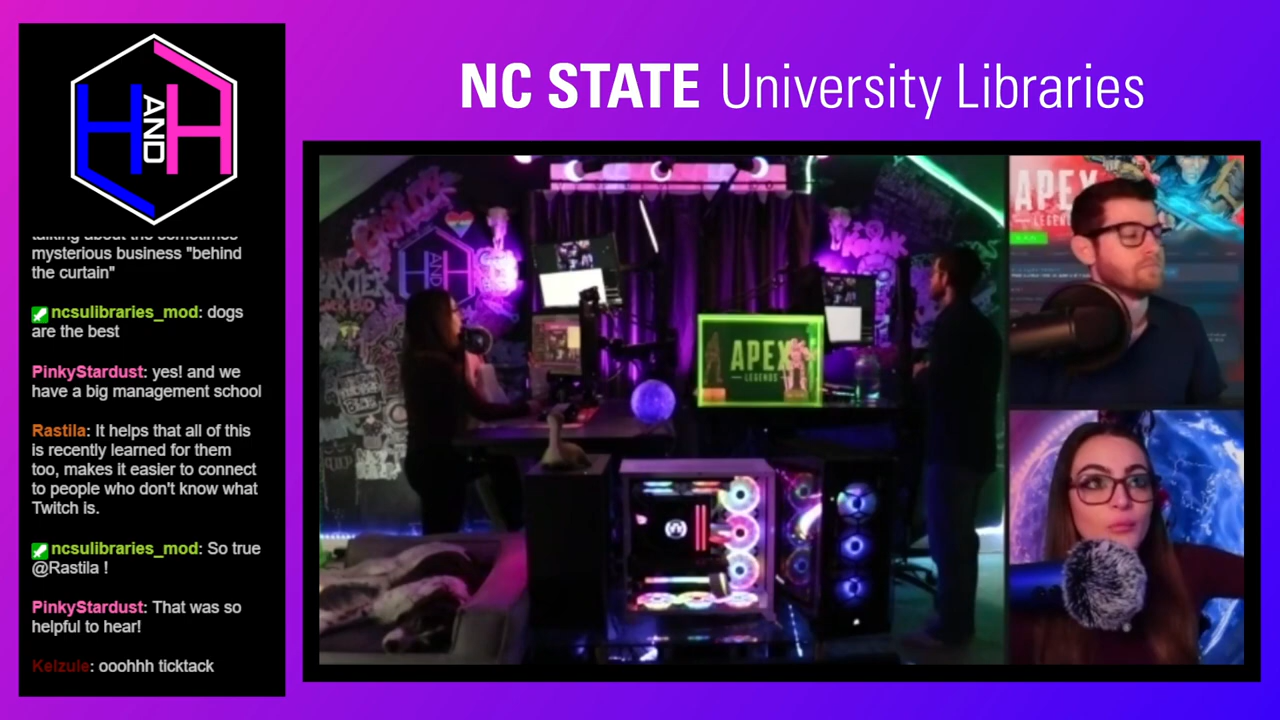 NC STATE University Libraries
H AND H
talking about the sometimes
mysterious business "behind
the curtain"
ncsulibraries_mod: dogs
are the best
PinkyStardust: yes! and we
have a big management school
Rastila: It helps that all of this
is recently learned for them
too, makes it easier to connect
to people who don't know what
Twitch is.
ncsulibraries_mod: So true
@Rastila !
PinkyStardust: That was so
helpful to hear!
Kelzule: ooohhh ticktack
H AND H
APEX
LEGENDS
APEX